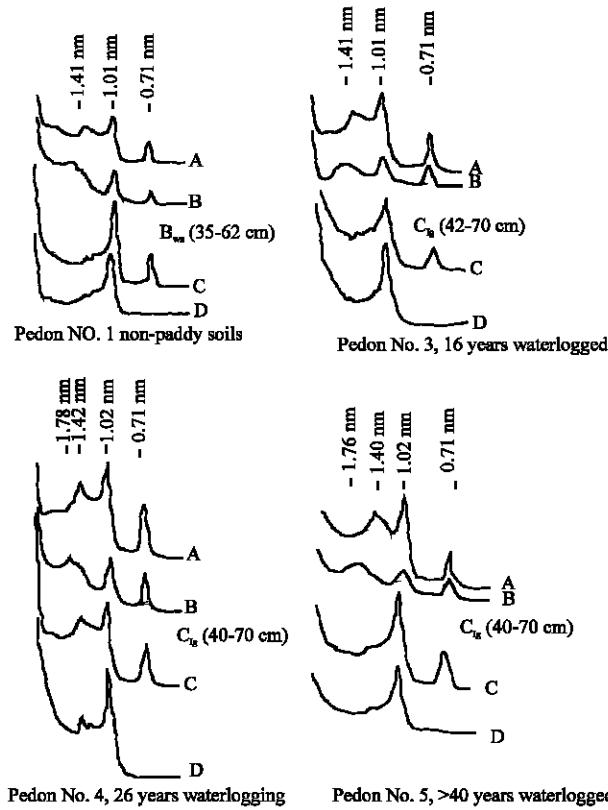 -1.41 nm
-1.01 nm
-0.71 nm
A
B
Bws (35-62 cm)
C
D
Pedon NO. 1 non-paddy soils
-1.41 nm
-1.01 nm
-0.71 nm
A
B
(42-70 cm)
C
D
Pedon No. 3, 16 years waterlogged
-1.78 nm
-1.42 nm
-1.02 nm
-0.71 nm
A
B
(40-70 cm)
C
D
Pedon No. 4, 26 years waterlogging
-1.76 nm
-1.40 nm
-1.02 nm
-0.71 nm
A
B
(40-70 cm)
C
D
Pedon No. 5, >40 years waterlogged